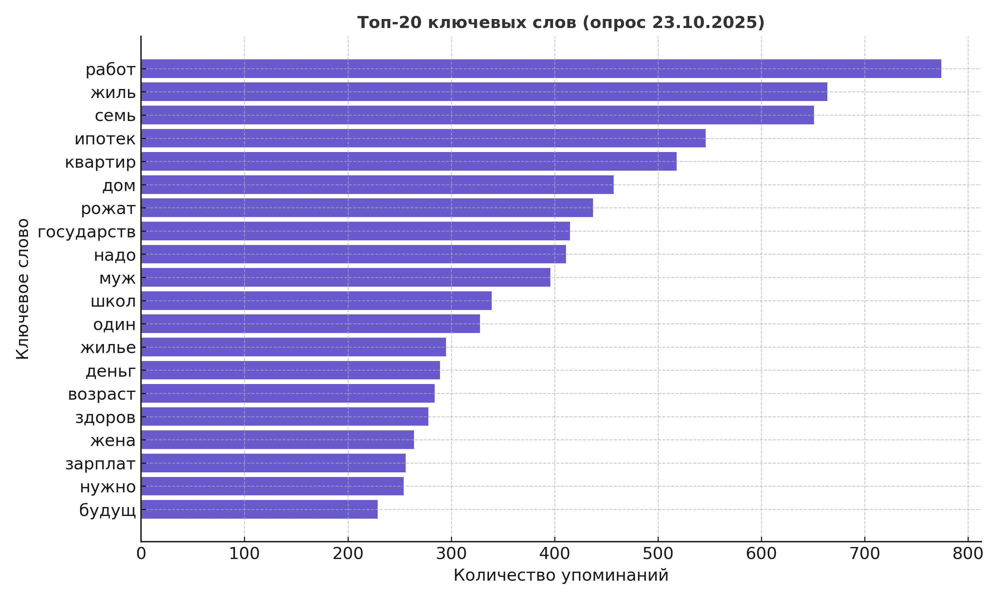 Топ-20 ключевых слов (опрос 23.10.2025)
Ключевое слово
работ
жиль
семь
ипотек
квартир
дом
рожат
государств
надо
муж
школ
один
жилье
деньг
возраст
здоров
жена
зарплат
нужно
будущ
0 100 200 300 400 500 600 700 800
Количество упоминаний